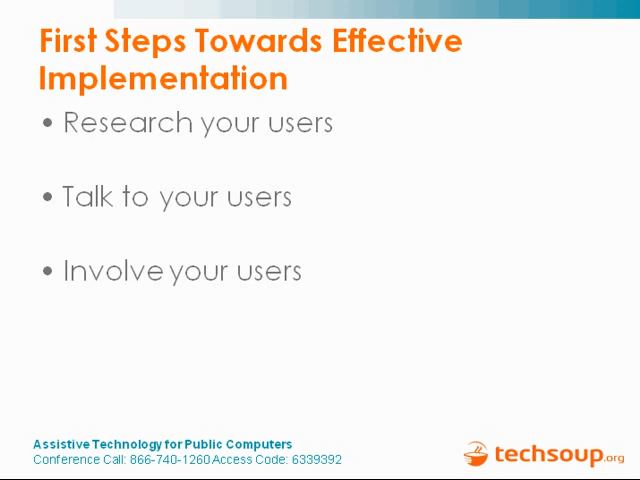 First Steps Towards Effective
Implementation
• Research your users
• Talk to your users
• Involve your users
Assistive Technology for Public Computers
Conference Call: 866-740-1260 Access Code: 6339392
techsoup.org